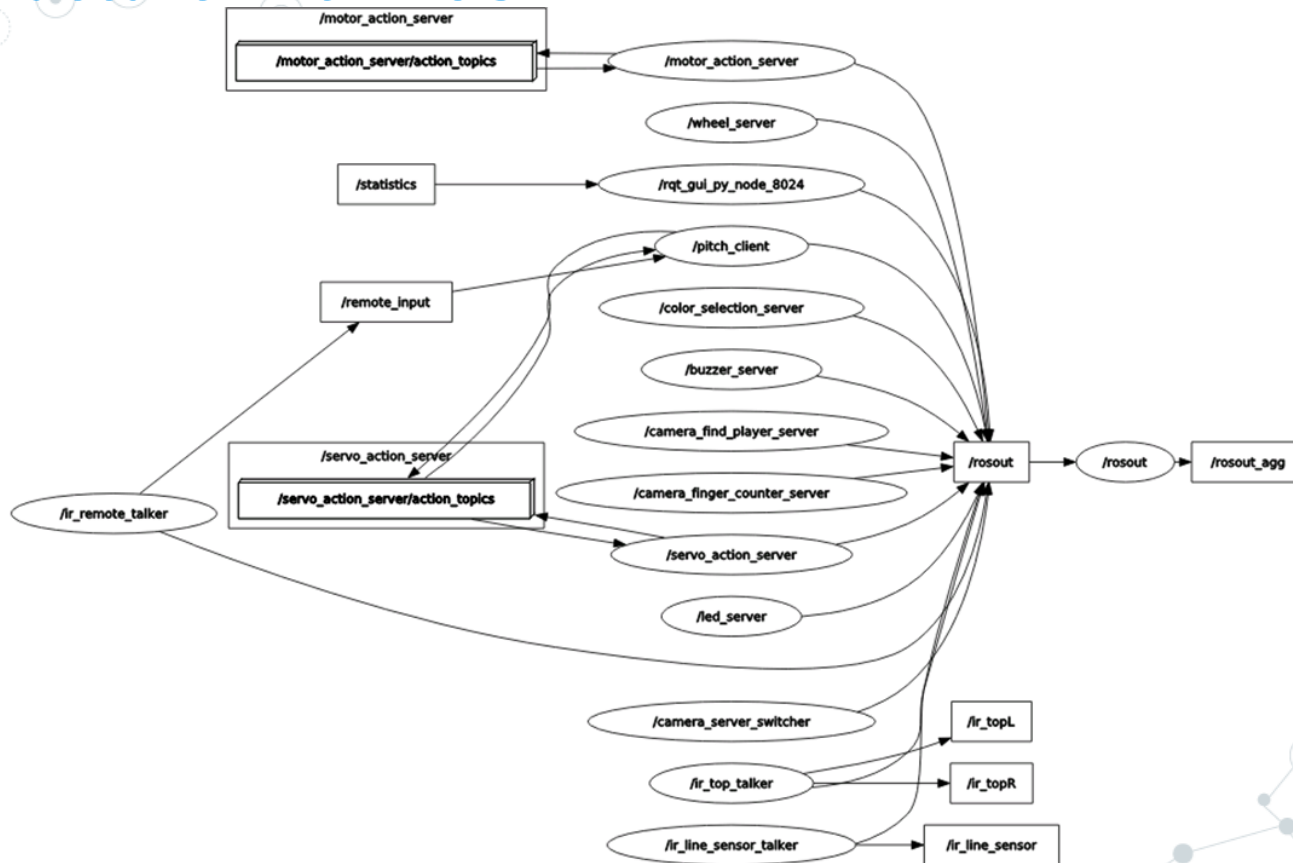 /motor_action_server
/motor_action_server/action_topics
/motor_action_server
/wheel_server
/statistics
/rqt_gui_py_node_8024
/pitch_client
/remote_input
/color_selection_server
/buzzer_server
/camera_find_player_server
/servo_action_server
/rosout
/rosout
/rosout_agg
/servo_action_server/action_topics
/camera_finger_counter_server
/ir_remote_talker
/servo_action_server
/led_server
/camera_server_switcher
/ir_topL
/ir_top_talker
/ir_topR
/ir_line_sensor_talker
/ir_line_sensor